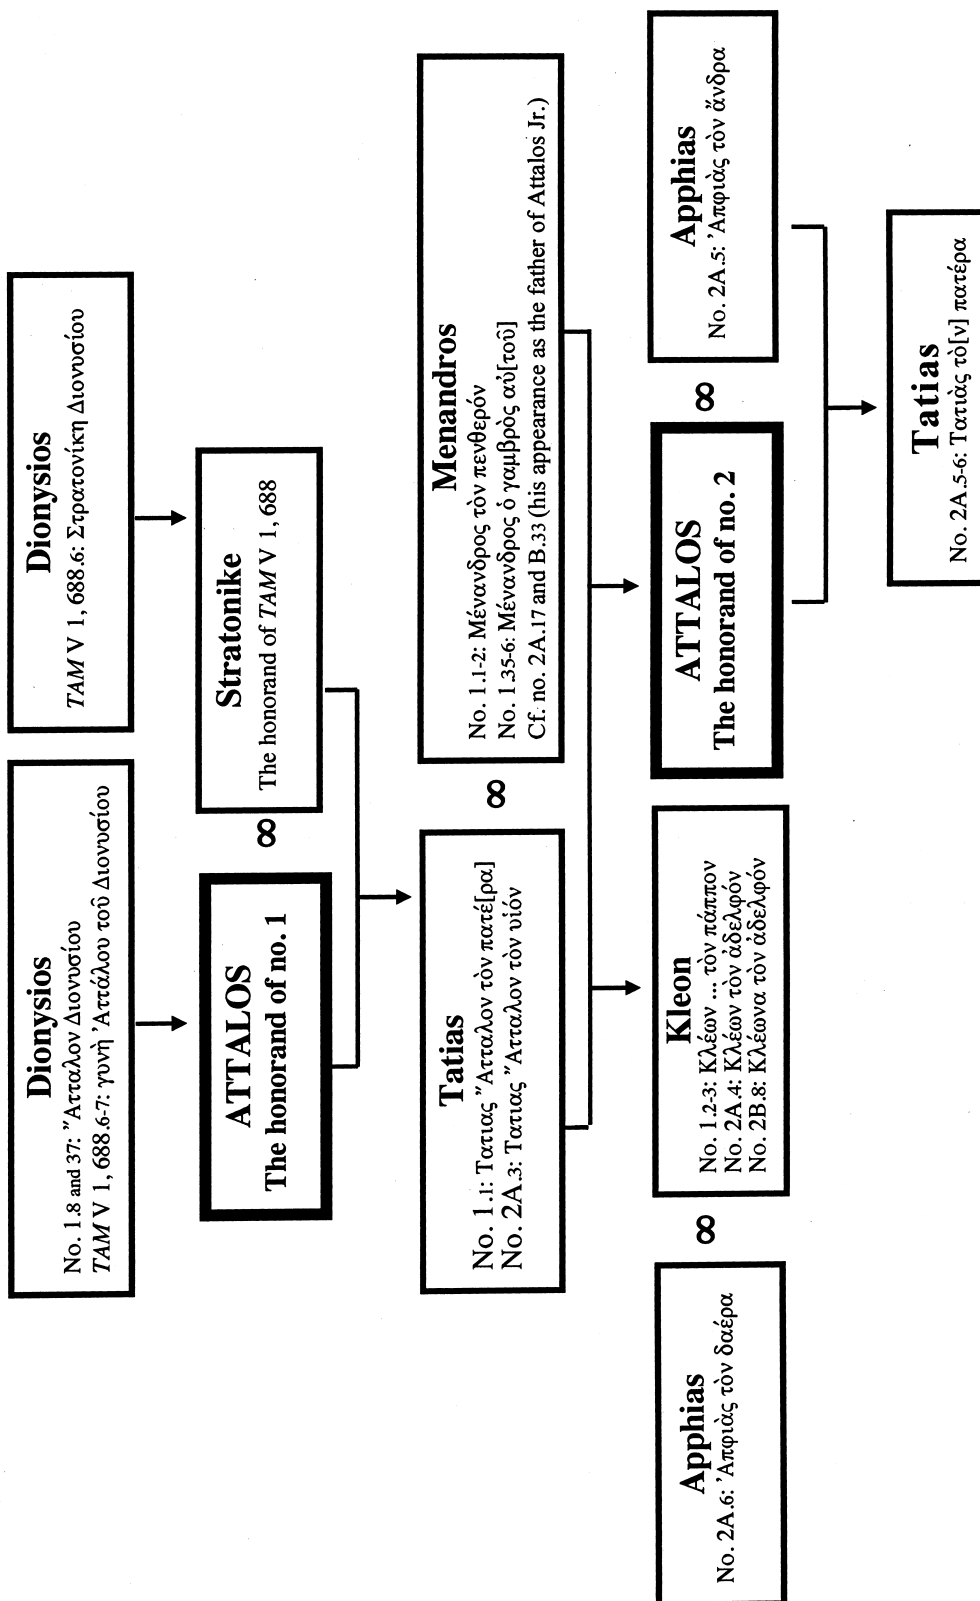 Dionysios
No. 1.8 and 37: Ἄτταλον Διονυσίου
TAM V 1, 688.6-7: γυνὴ Ἀττάλου τοῦ Διονυσίου
Dionysios
TAM V 1, 688.6: Στρατονίκη Διονυσίου
ATTALOS
The honorand of no. 1
∞
Stratonike
The honorand of TAM V 1, 688
Tatias
No. 1.1: Τατιας Ἄτταλον τὸν πατέ[ρα]
No. 2A.3: Τατιας Ἄτταλον τὸν υἱόν
∞
Menandros
No. 1.1-2: Μένανδρος τὸν πενθερόν
No. 1.35-6: Μένανδρος ὁ γαμβρὸς αὐ[τοῦ]
Cf. no. 2A.17 and B.33 (his appearance as the father of Attalos Jr.)
Apphias
No. 2A.6: Ἀπφιὰς τὸν δαέρα
∞
Kleon
No. 1.2-3: Κλέων ... τὸν πάππον
No. 2A.4: Κλέων τὸν ἀδελφόν
No. 2B.8: Κλέωνα τὸν ἀδελφόν
ATTALOS
The honorand of no. 2
∞
Apphias
No. 2A.5: Ἀπφιὰς τὸν ἄνδρα
Tatias
No. 2A.5-6: Τατιὰς τὸ[ν] πατέρα